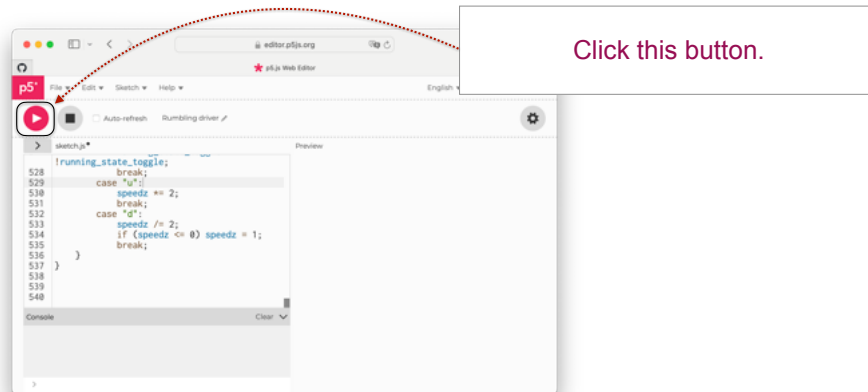 Click this button.
editor.p5js.org
p5.js Web Editor
p5* File Edit Sketch Help English
Auto-refresh Rumbling driver
sketch.js Preview
!running_state_toggle;
528 break;
529 case "u":
530 speedz *= 2;
531 break;
532 case "d":
533 speedz /= 2;
534 if (speedz <= 0) speedz = 1;
535 break;
536 }
537 }
538
539
540
Console Clear